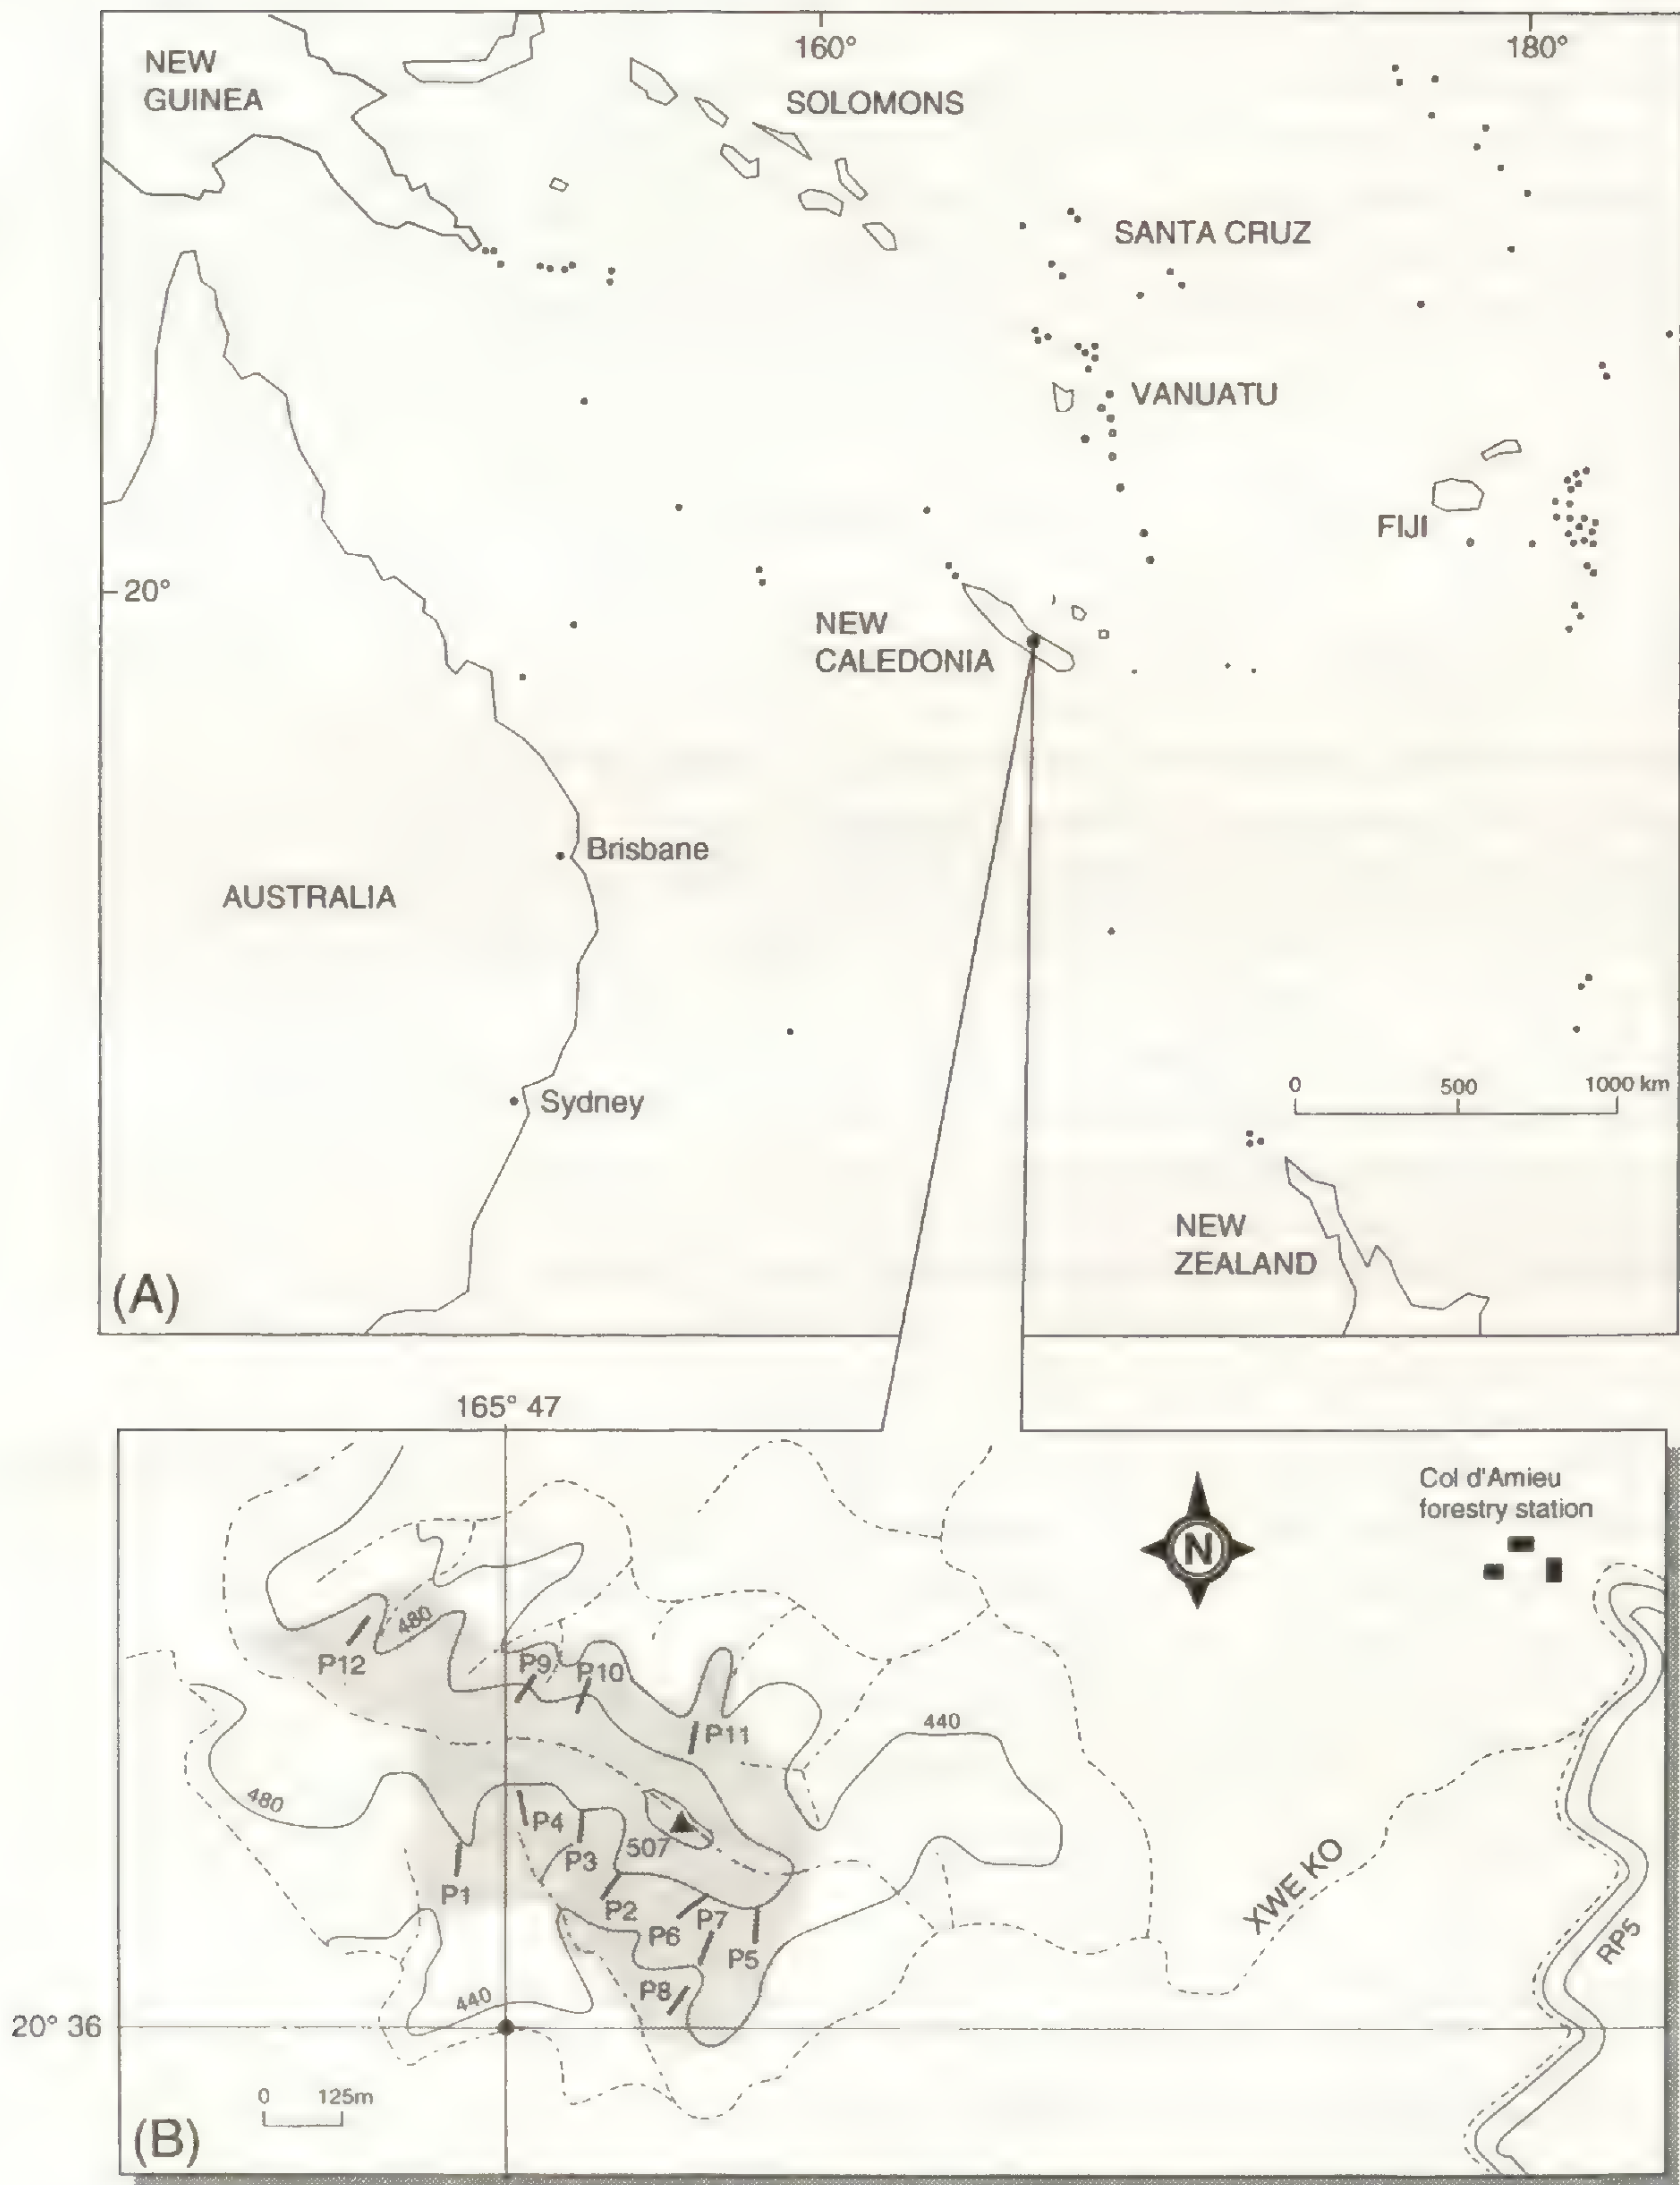 160°
180°
NEW
GUINEA
SOLOMONS
SANTA CRUZ
VANUATU
FIJI
20°
NEW
CALEDONIA
Brisbane
AUSTRALIA
0 500 1000 km
Sydney
NEW
ZEALAND
(A)
165° 47
Col d'Amieu
forestry station
N
480
P12
P9
P10
P11
440
480
P4
507
P3
P1
P2
P6
P7
P5
P8
XWE KO
RP5
440
20° 36
0 125m
(B)